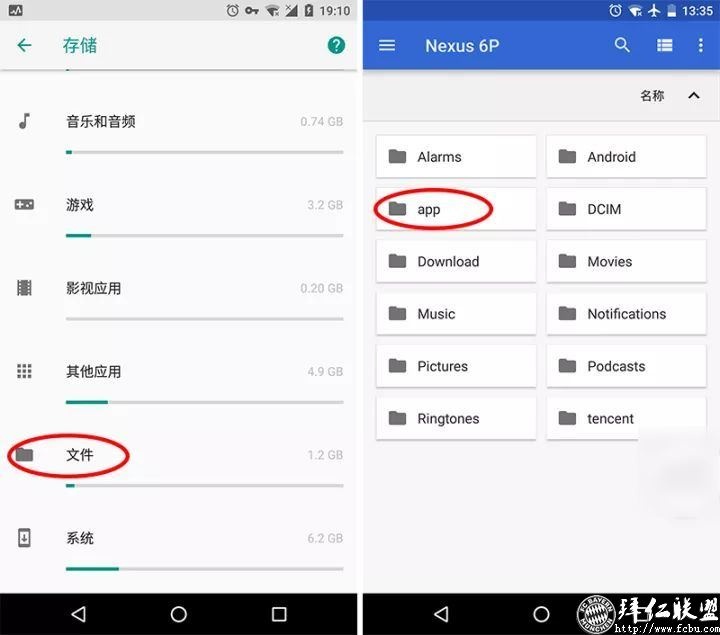 19:10
存储
?
音乐和音频
0.74 GB
游戏
3.2 GB
影视应用
0.20 GB
其他应用
4.9 GB
文件
1.2 GB
系统
6.2 GB
13:35
Nexus 6P
名称
Alarms
Android
app
DCIM
Download
Movies
Music
Notifications
Pictures
Podcasts
Ringtones
tencent
FC BAYERN MÜNCHEN
拜仁联盟
http://www.fcbu.com